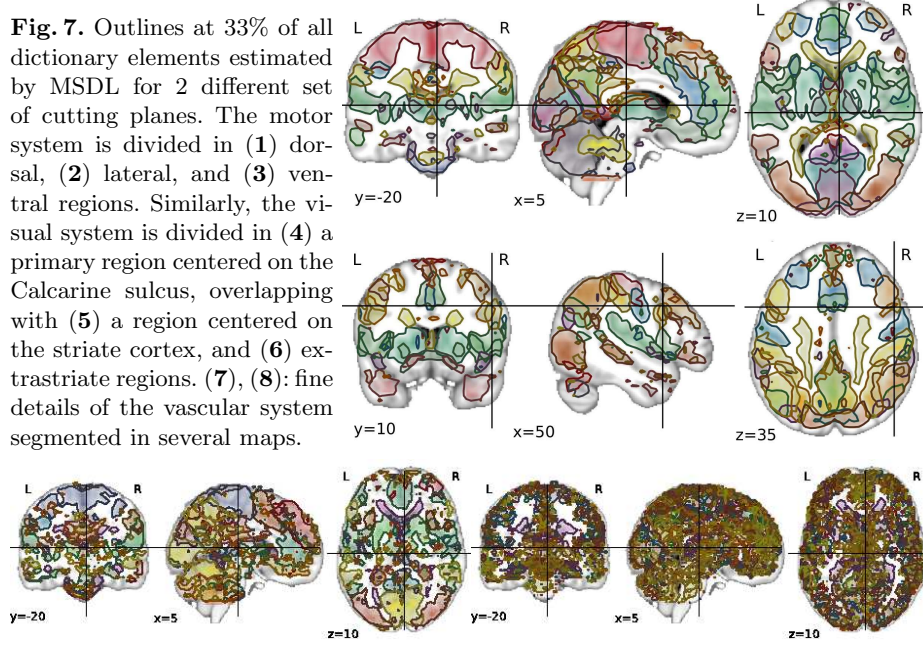 Fig. 7. Outlines at 33% of all
dictionary elements estimated
by MSDL for 2 different set
of cutting planes. The motor
system is divided in (1) dor-
sal, (2) lateral, and (3) ven-
tral regions. Similarly, the vi-
sual system is divided in (4) a
primary region centered on the
Calcarine sulcus, overlapping
with (5) a region centered on
the striate cortex, and (6) ex-
trastriate regions. (7), (8): fine
details of the vascular system
segmented in several maps.
L R L R
y=-20 x=5 z=10
L R L R
y=10 x=50 z=35
L R L R L R L R
y=-20 x=5 z=10 y=-20 x=5 z=10